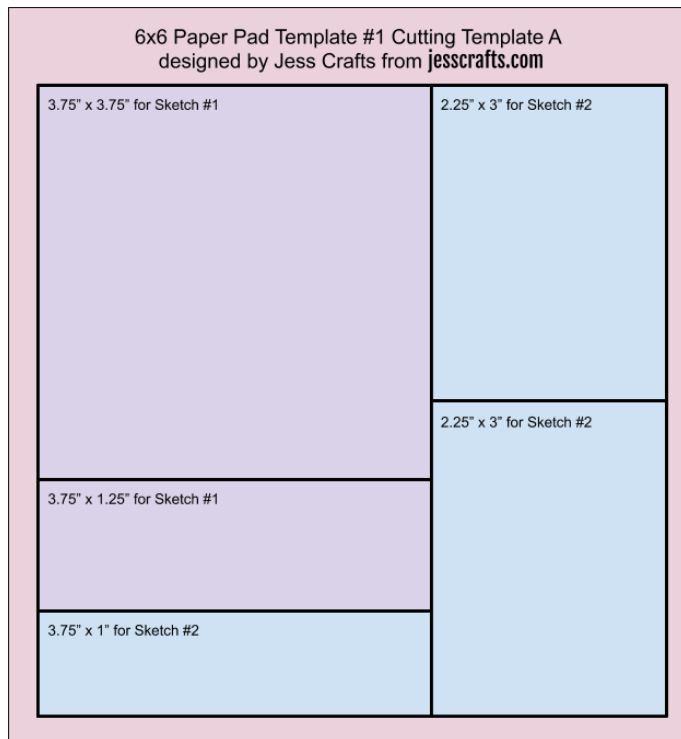 6x6 Paper Pad Template #1 Cutting Template A
designed by Jess Crafts from jesscrafts.com
3.75” x 3.75” for Sketch #1
2.25” x 3” for Sketch #2
2.25” x 3” for Sketch #2
3.75” x 1.25” for Sketch #1
3.75” x 1” for Sketch #2